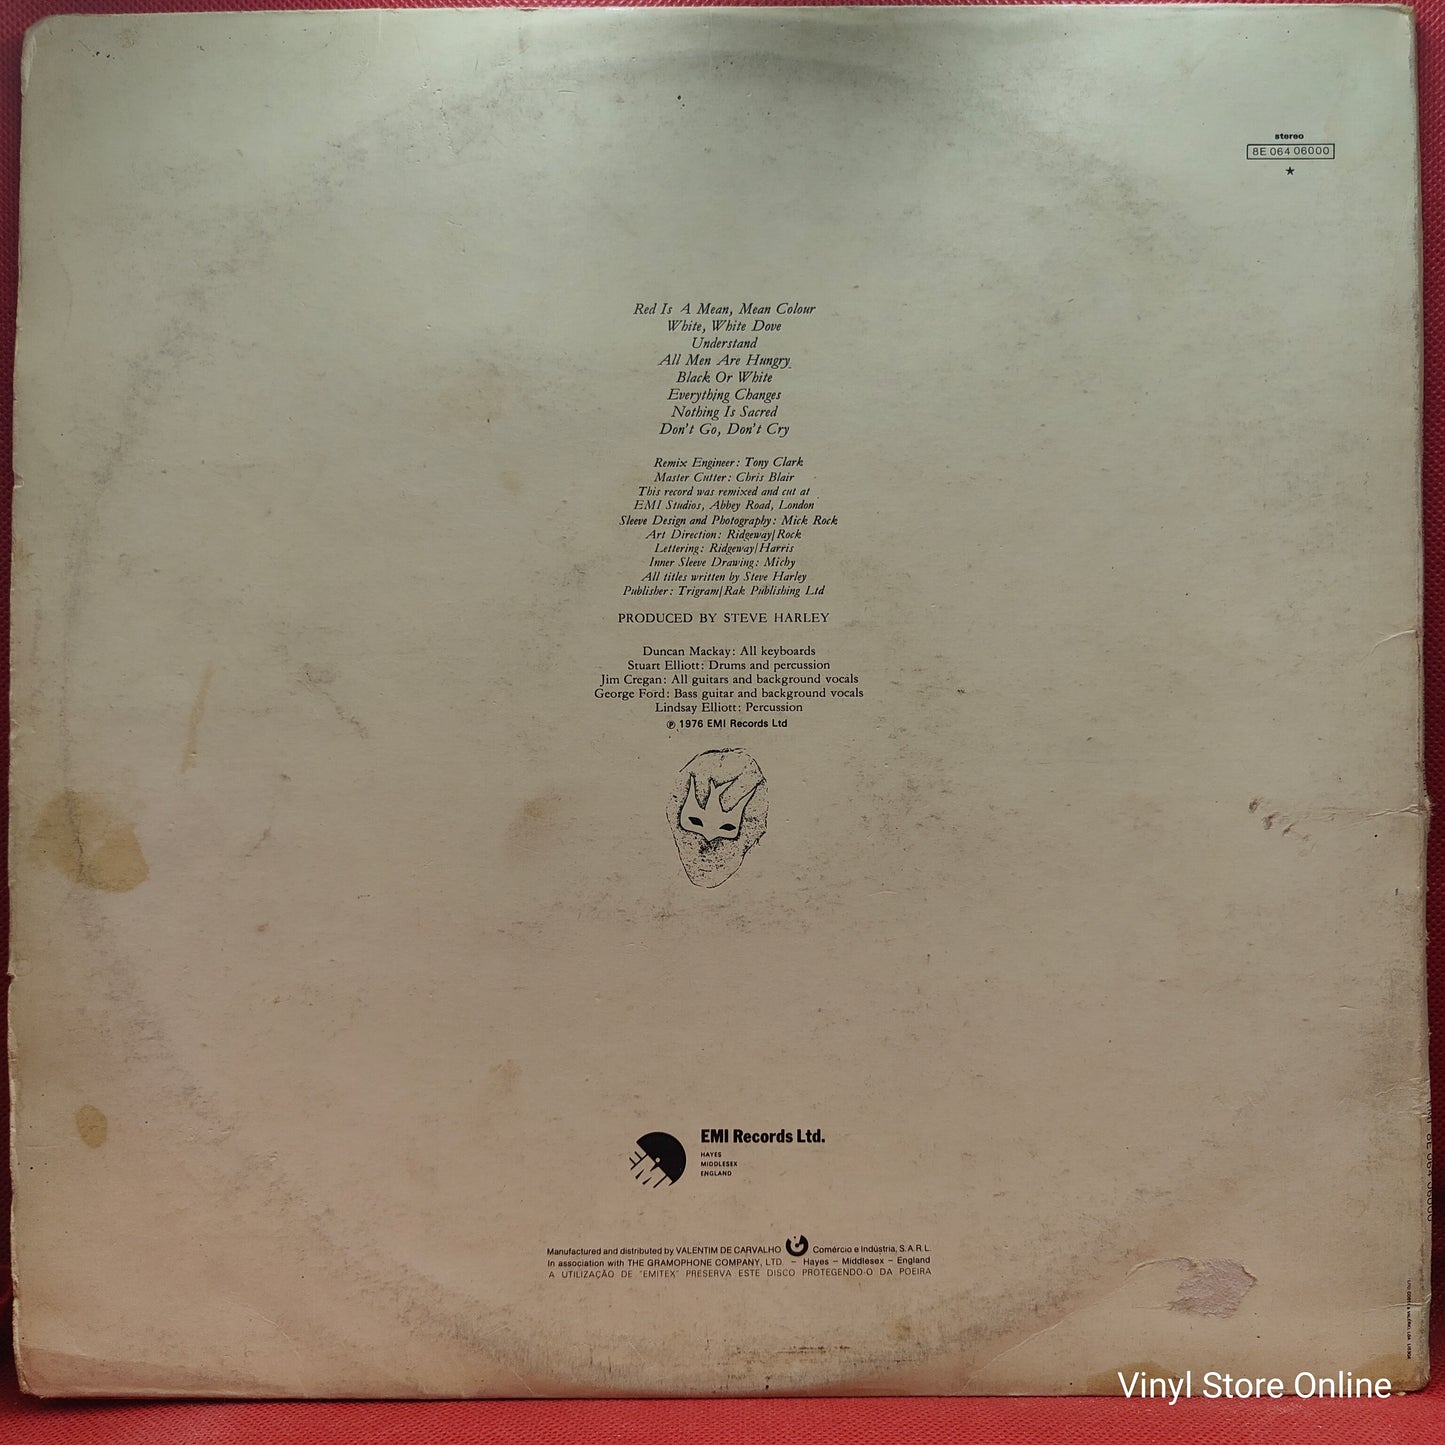 stereo
8E 064 06000
★
Red Is A Mean, Mean Colour
White, White Dove
Understand
All Men Are Hungry
Black Or White
Everything Changes
Nothing Is Sacred
Don't Go, Don't Cry
Remix Engineer: Tony Clark
Master Cutter: Chris Blair
This record was remixed and cut at
EMI Studios, Abbey Road, London
Sleeve Design and Photography: Mick Rock
Art Direction: Ridgeway/Rock
Lettering: Ridgeway/Harris
Inner Sleeve Drawing: Michy
All titles written by Steve Harley
Publisher: Trigram/Rak Publishing Ltd
PRODUCED BY STEVE HARLEY
Duncan Mackay: All keyboards
Stuart Elliott: Drums and percussion
Jim Cregan: All guitars and background vocals
George Ford: Bass guitar and background vocals
Lindsay Elliott: Percussion
℗ 1976 EMI Records Ltd
EMI
EMI Records Ltd.
HAYES
MIDDLESEX
ENGLAND
Manufactured and distributed by VALENTIM DE CARVALHO Comércio e Indústria, S.A.R.L.
In association with THE GRAMOPHONE COMPANY, LTD. – Hayes – Middlesex – England
A UTILIZAÇÃO DE "EMITEX" PRESERVA ESTE DISCO PROTEGENDO-O DA POEIRA
8E 064 06000
Vinyl Store Online